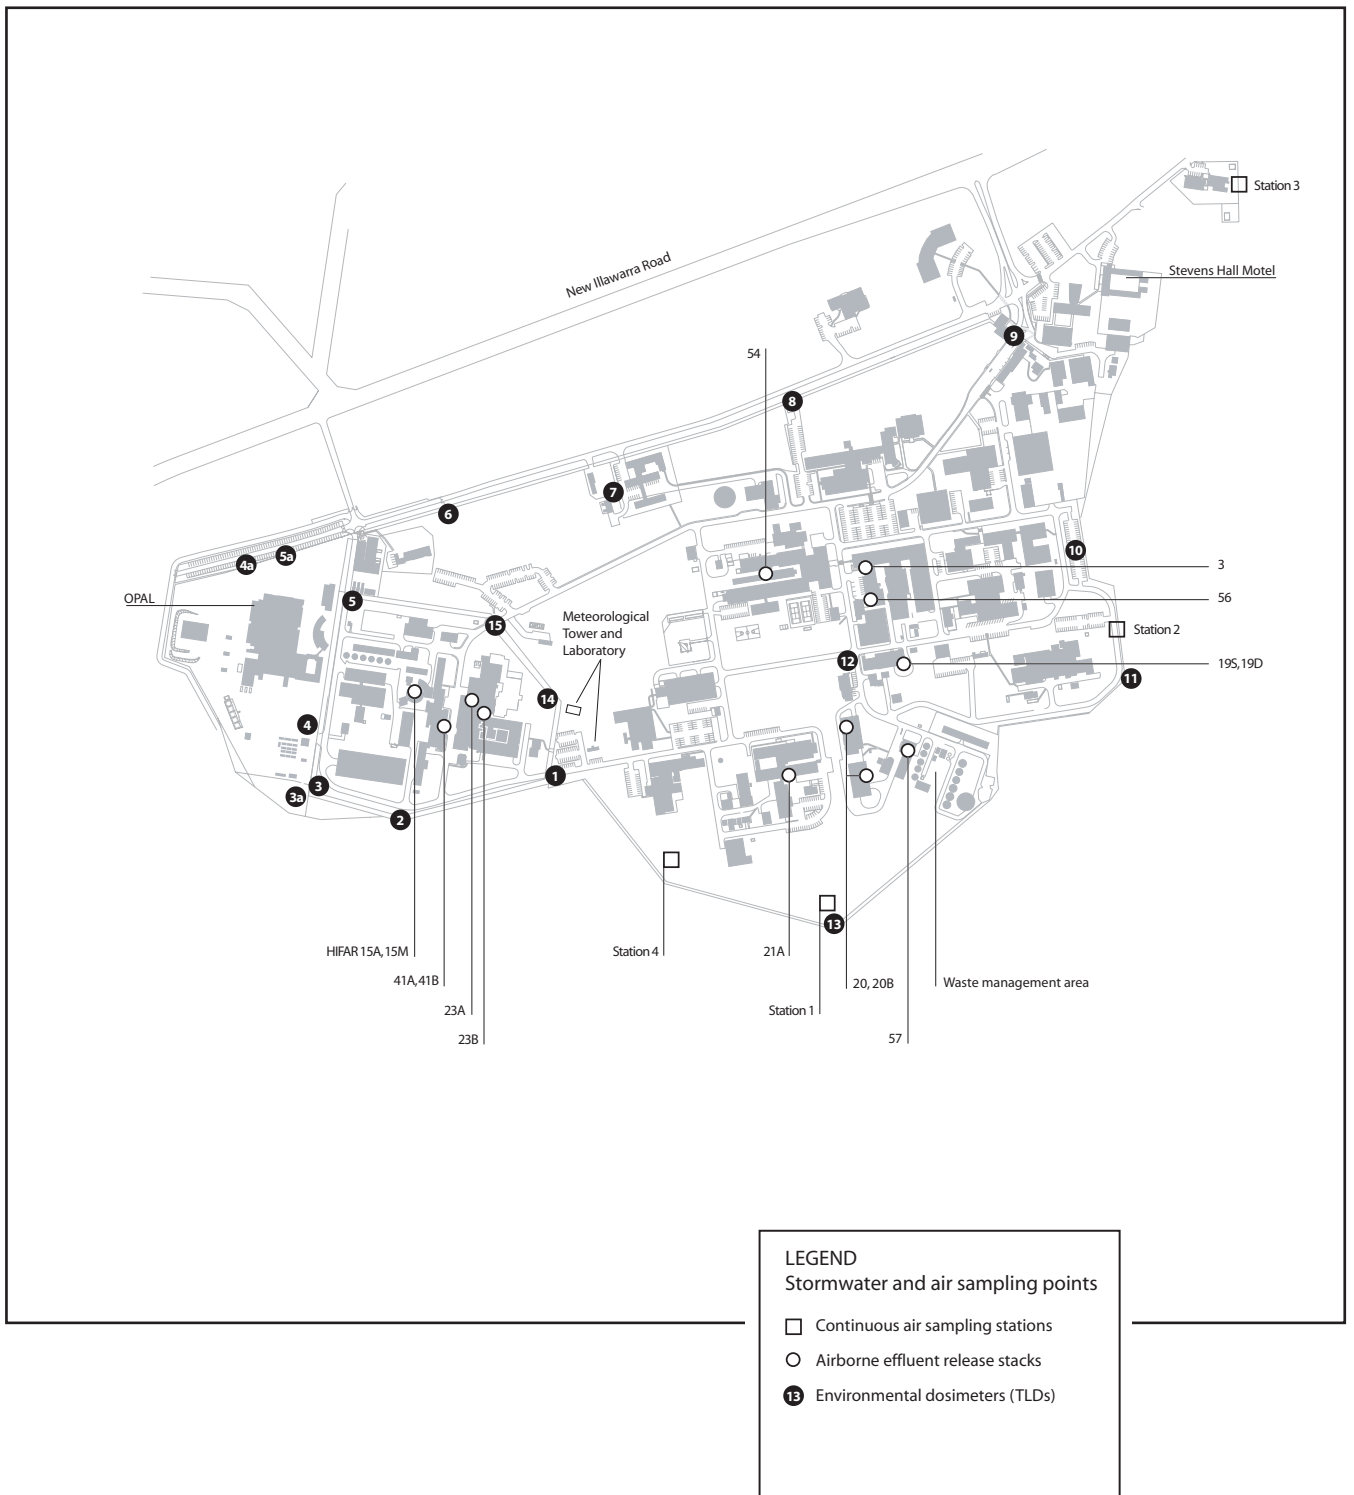 Station 3
Stevens Hall Motel
New Illawarra Road
9
54
8
7
6
10
5a
4a
3
OPAL
5
56
Meteorological
Tower and
Laboratory
15
Station 2
12
19S, 19D
11
14
4
1
3
3a
2
13
HIFAR 15A, 15M
Station 4
21A
41A, 41B
20, 20B
Waste management area
23A
Station 1
23B
57
LEGEND
Stormwater and air sampling points
Continuous air sampling stations
Airborne effluent release stacks
13 Environmental dosimeters (TLDs)